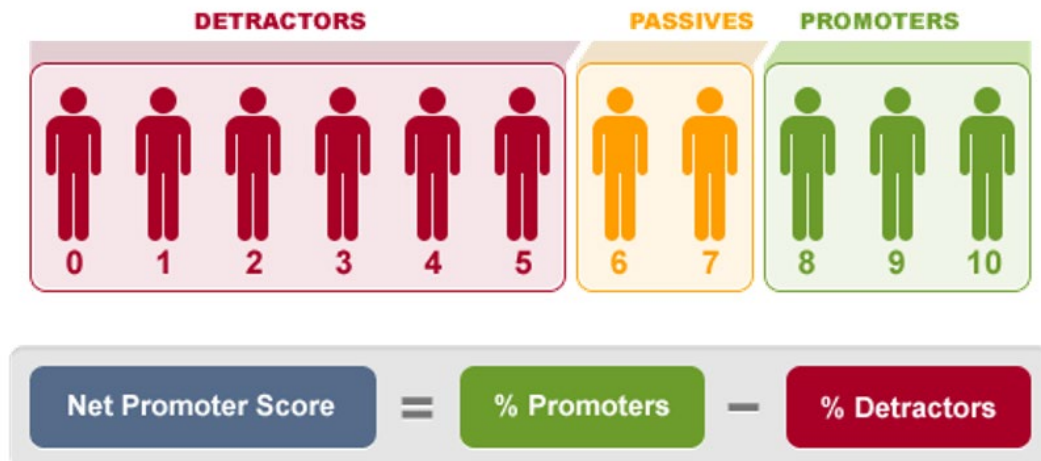 DETRACTORS PASSIVES PROMOTERS
0 1 2 3 4 5 6 7 8 9 10
Net Promoter Score = % Promoters − % Detractors